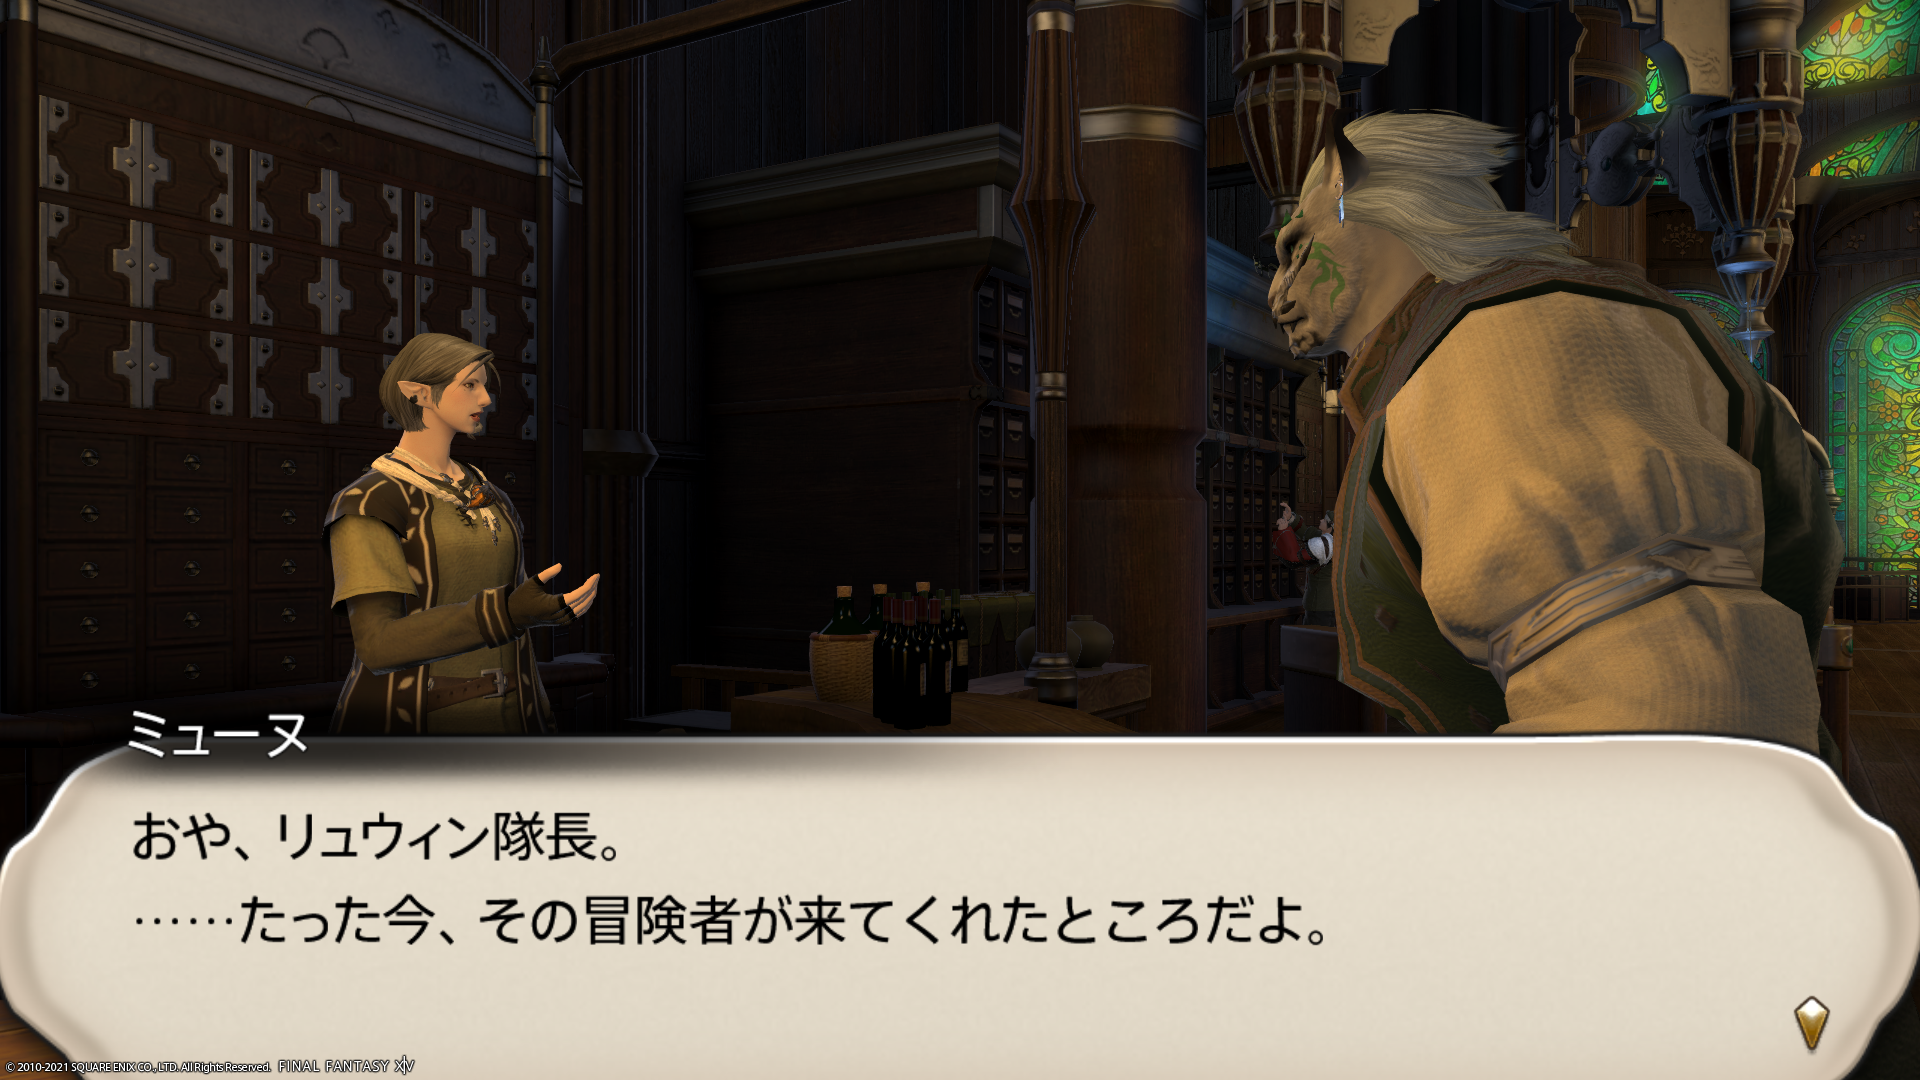 ミューヌ
おや、リュウィン隊長。
……たった今、その冒険者が来てくれたところだよ。
© 2010-2021 SQUARE ENIX CO., LTD. All Rights Reserved. FINAL FANTASY XIV